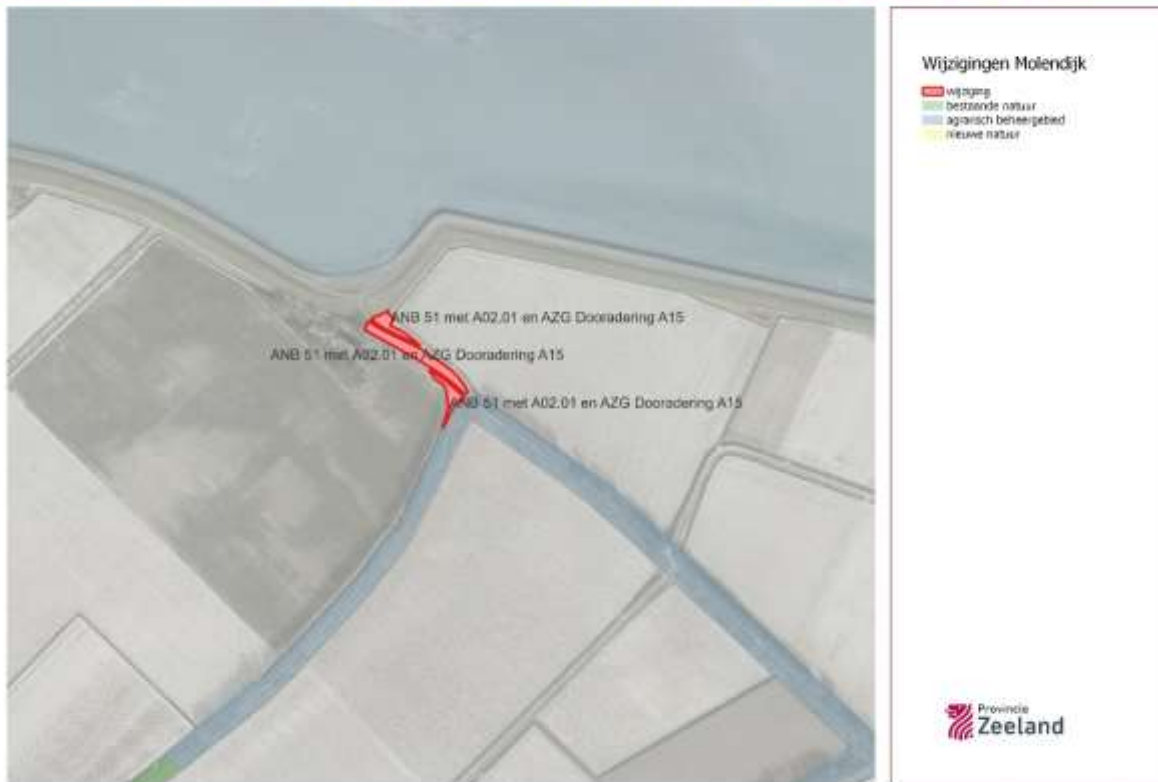 Wijzigingen Molendijk
wijziging
bestaande natuur
agrarisch beheergebied
nieuwe natuur
ANB 51 met A02.01 en AZG Dooradering A15
ANB 51 met A02.01 en AZG Dooradering A15
ANB 51 met A02.01 en AZG Dooradering A15
Provincie
Zeeland